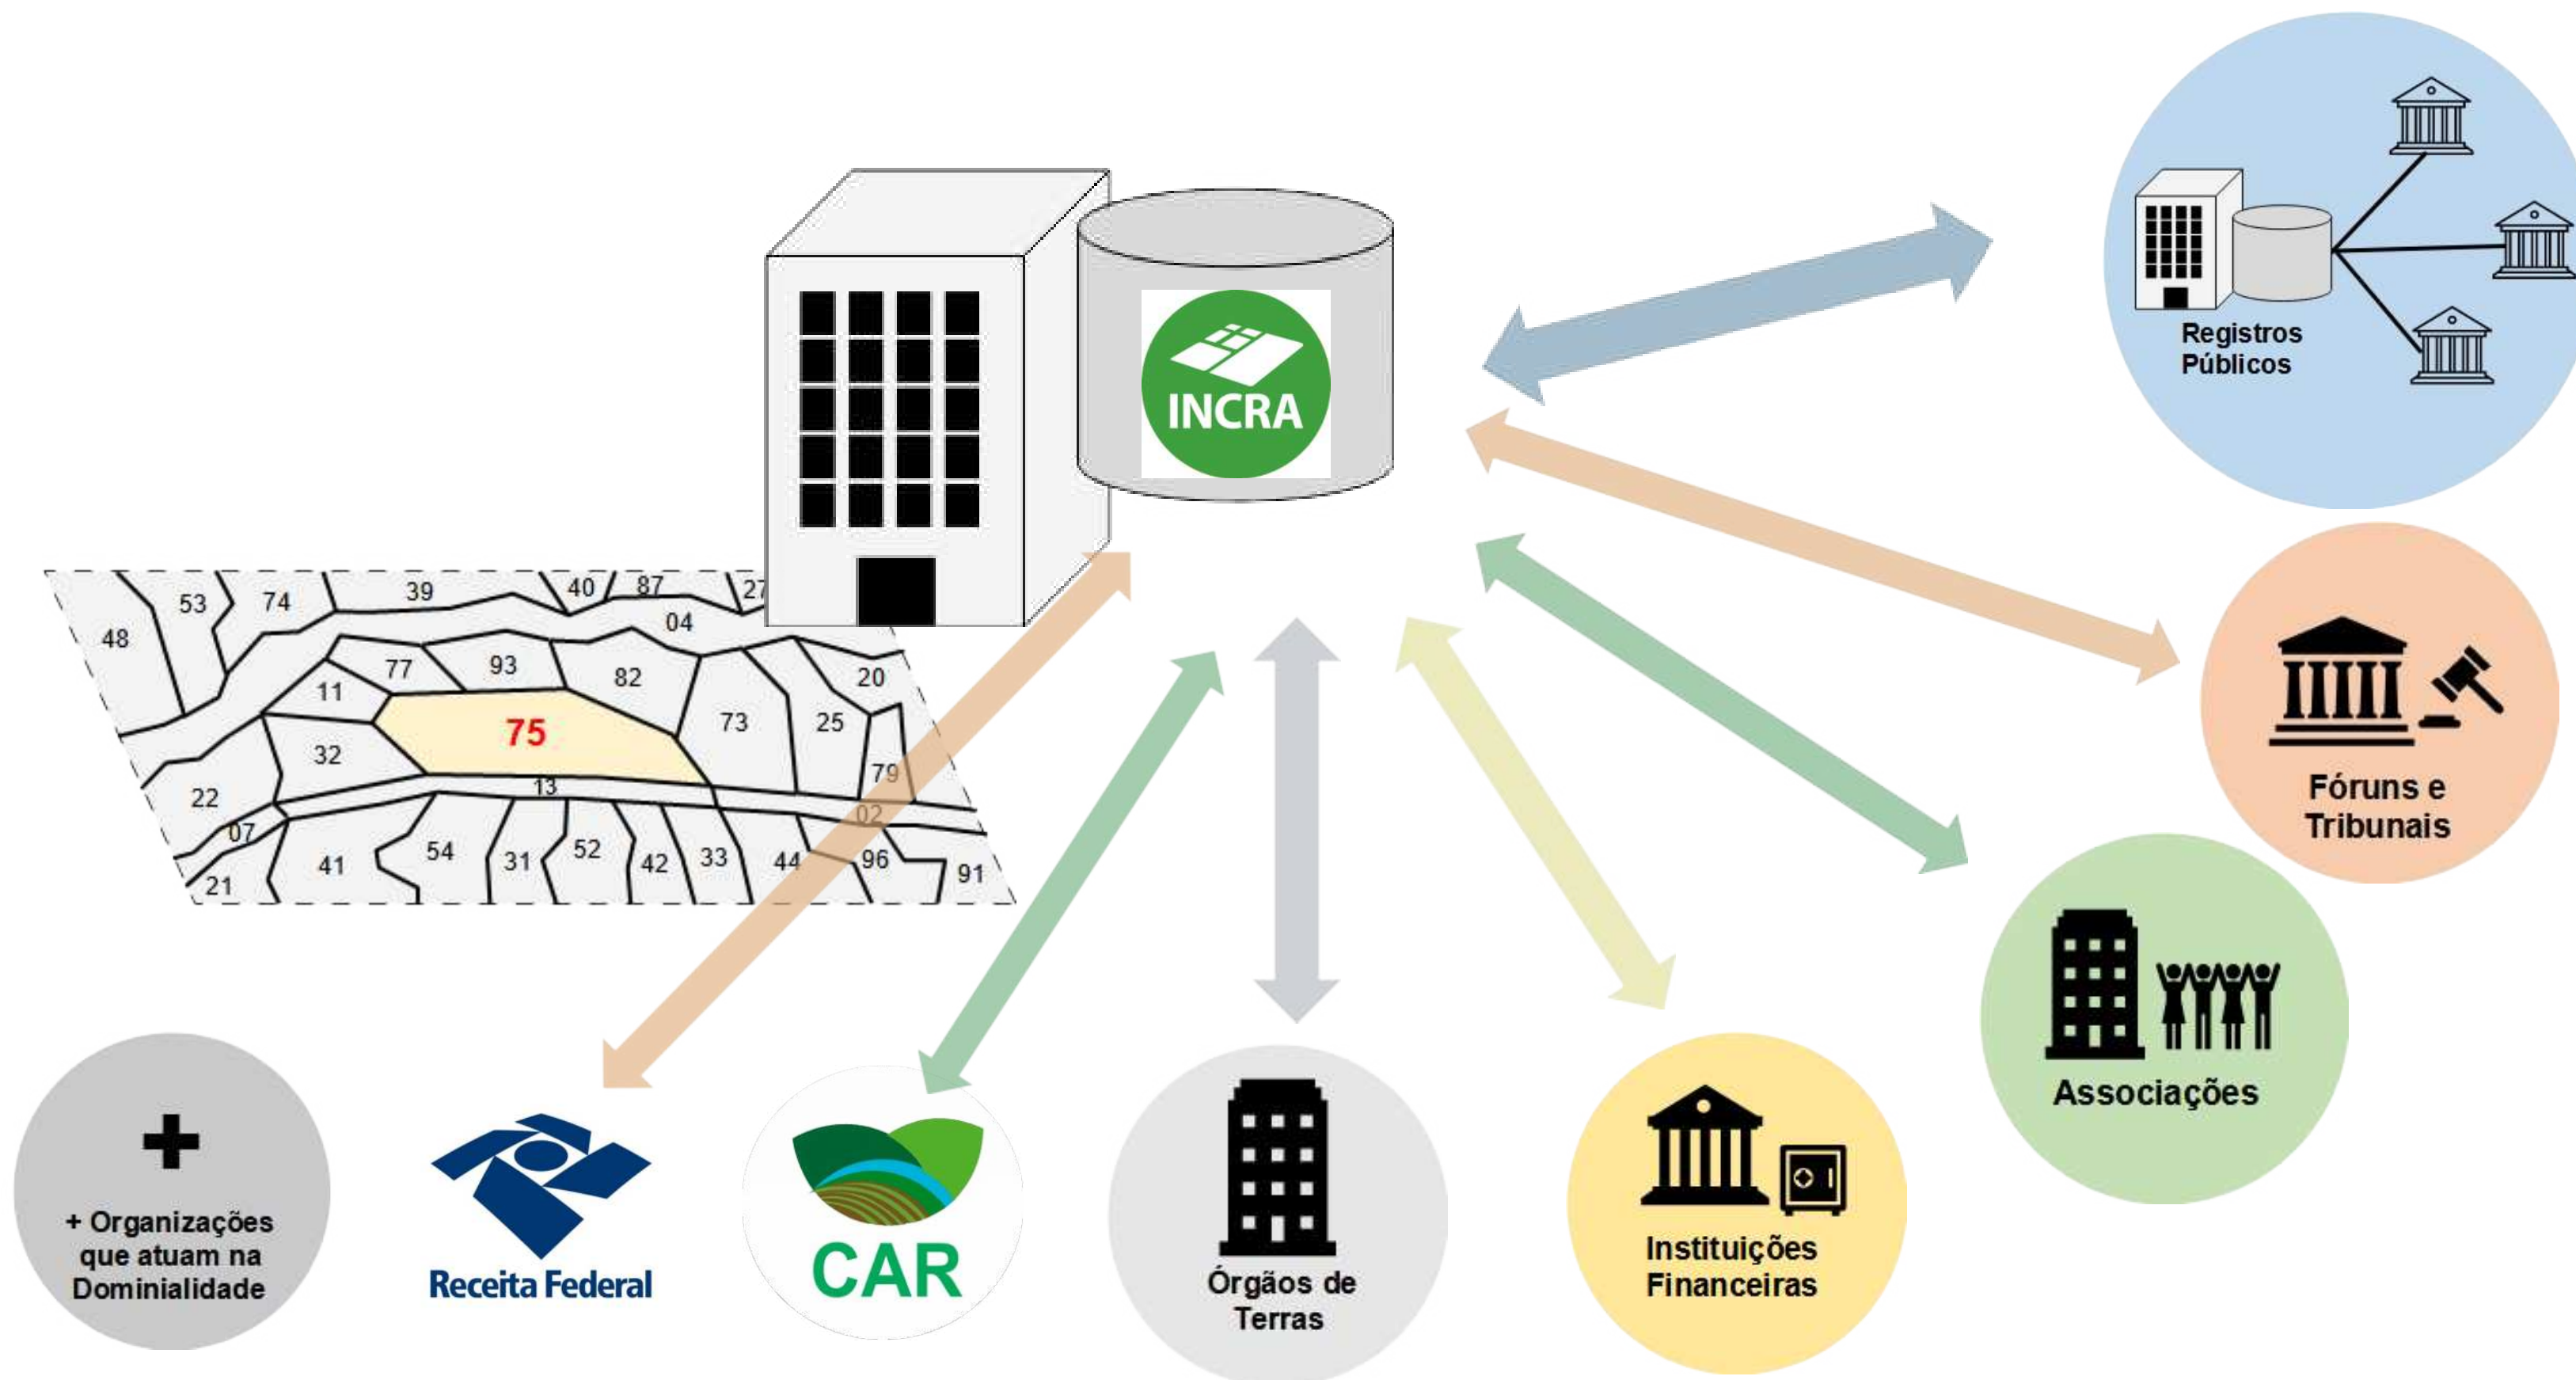 INCRA
Registros
Públicos
39
40
87
27
53
74
48
04
77
93
82
20
11
73
25
75
32
79
13
22
02
07
41
54
31
52
42
33
44
96
91
21
Fóruns e
Tribunais
Associações
+
+ Organizações
que atuam na
Dominialidade
Receita Federal
CAR
Órgãos de
Terras
Instituições
Financeiras